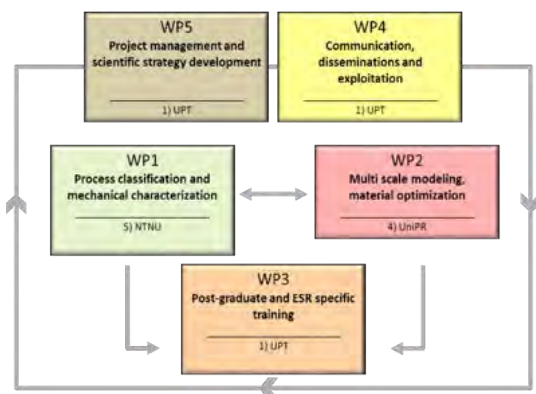 WP5
Project management and
scientific strategy development
1) UPT
WP4
Communication,
disseminations and
exploitation
1) UPT
WP1
Process classification and
mechanical characterization
5) NTNU
WP2
Multi scale modeling,
material optimization
4) UniPR
WP3
Post-graduate and ESR specific
training
1) UPT